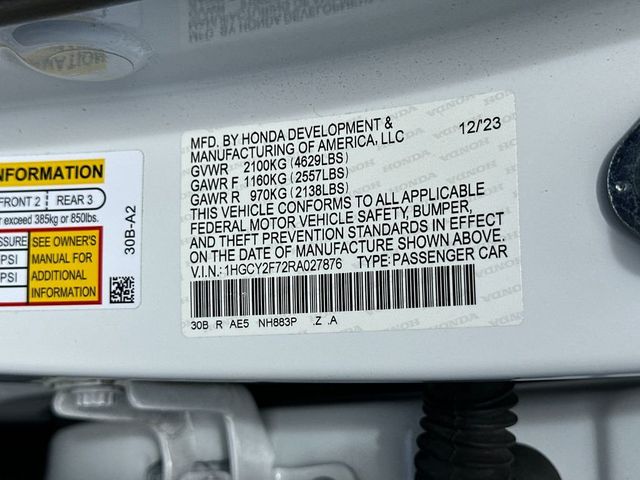 MFD. BY HONDA DEVELOPMENT &
MANUFACTURING OF AMERICA, LLC 12/'23
GVWR 2100KG (4629LBS)
GAWR F 1160KG (2557LBS)
GAWR R 970KG (2138LBS)
THIS VEHICLE CONFORMS TO ALL APPLICABLE
FEDERAL MOTOR VEHICLE SAFETY, BUMPER,
AND THEFT PREVENTION STANDARDS IN EFFECT
ON THE DATE OF MANUFACTURE SHOWN ABOVE.
V.I.N.: 1HGCY2F72RA027876 TYPE: PASSENGER CAR
30B R AE5 NH883P .Z .A
INFORMATION
FRONT 2 REAR 3
exceed 385kg or 850lbs.
SEE OWNER'S
PSI MANUAL FOR
ADDITIONAL
PSI INFORMATION
30B-A2